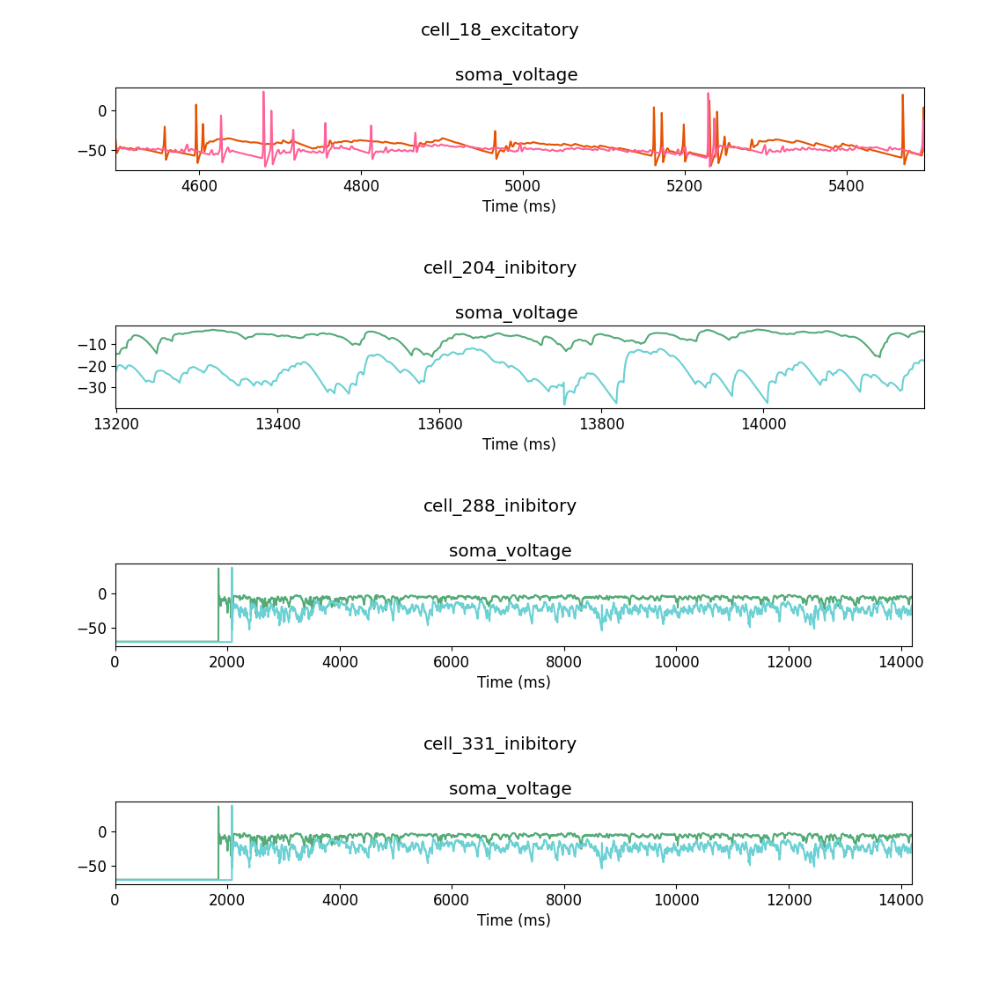 cell_18_excitatory
soma_voltage
0
−50
4600 4800 5000 5200 5400
Time (ms)
cell_204_inibitory
soma_voltage
−10
−20
−30
13200 13400 13600 13800 14000
Time (ms)
cell_288_inibitory
soma_voltage
0
−50
0 2000 4000 6000 8000 10000 12000 14000
Time (ms)
cell_331_inibitory
soma_voltage
0
−50
0 2000 4000 6000 8000 10000 12000 14000
Time (ms)